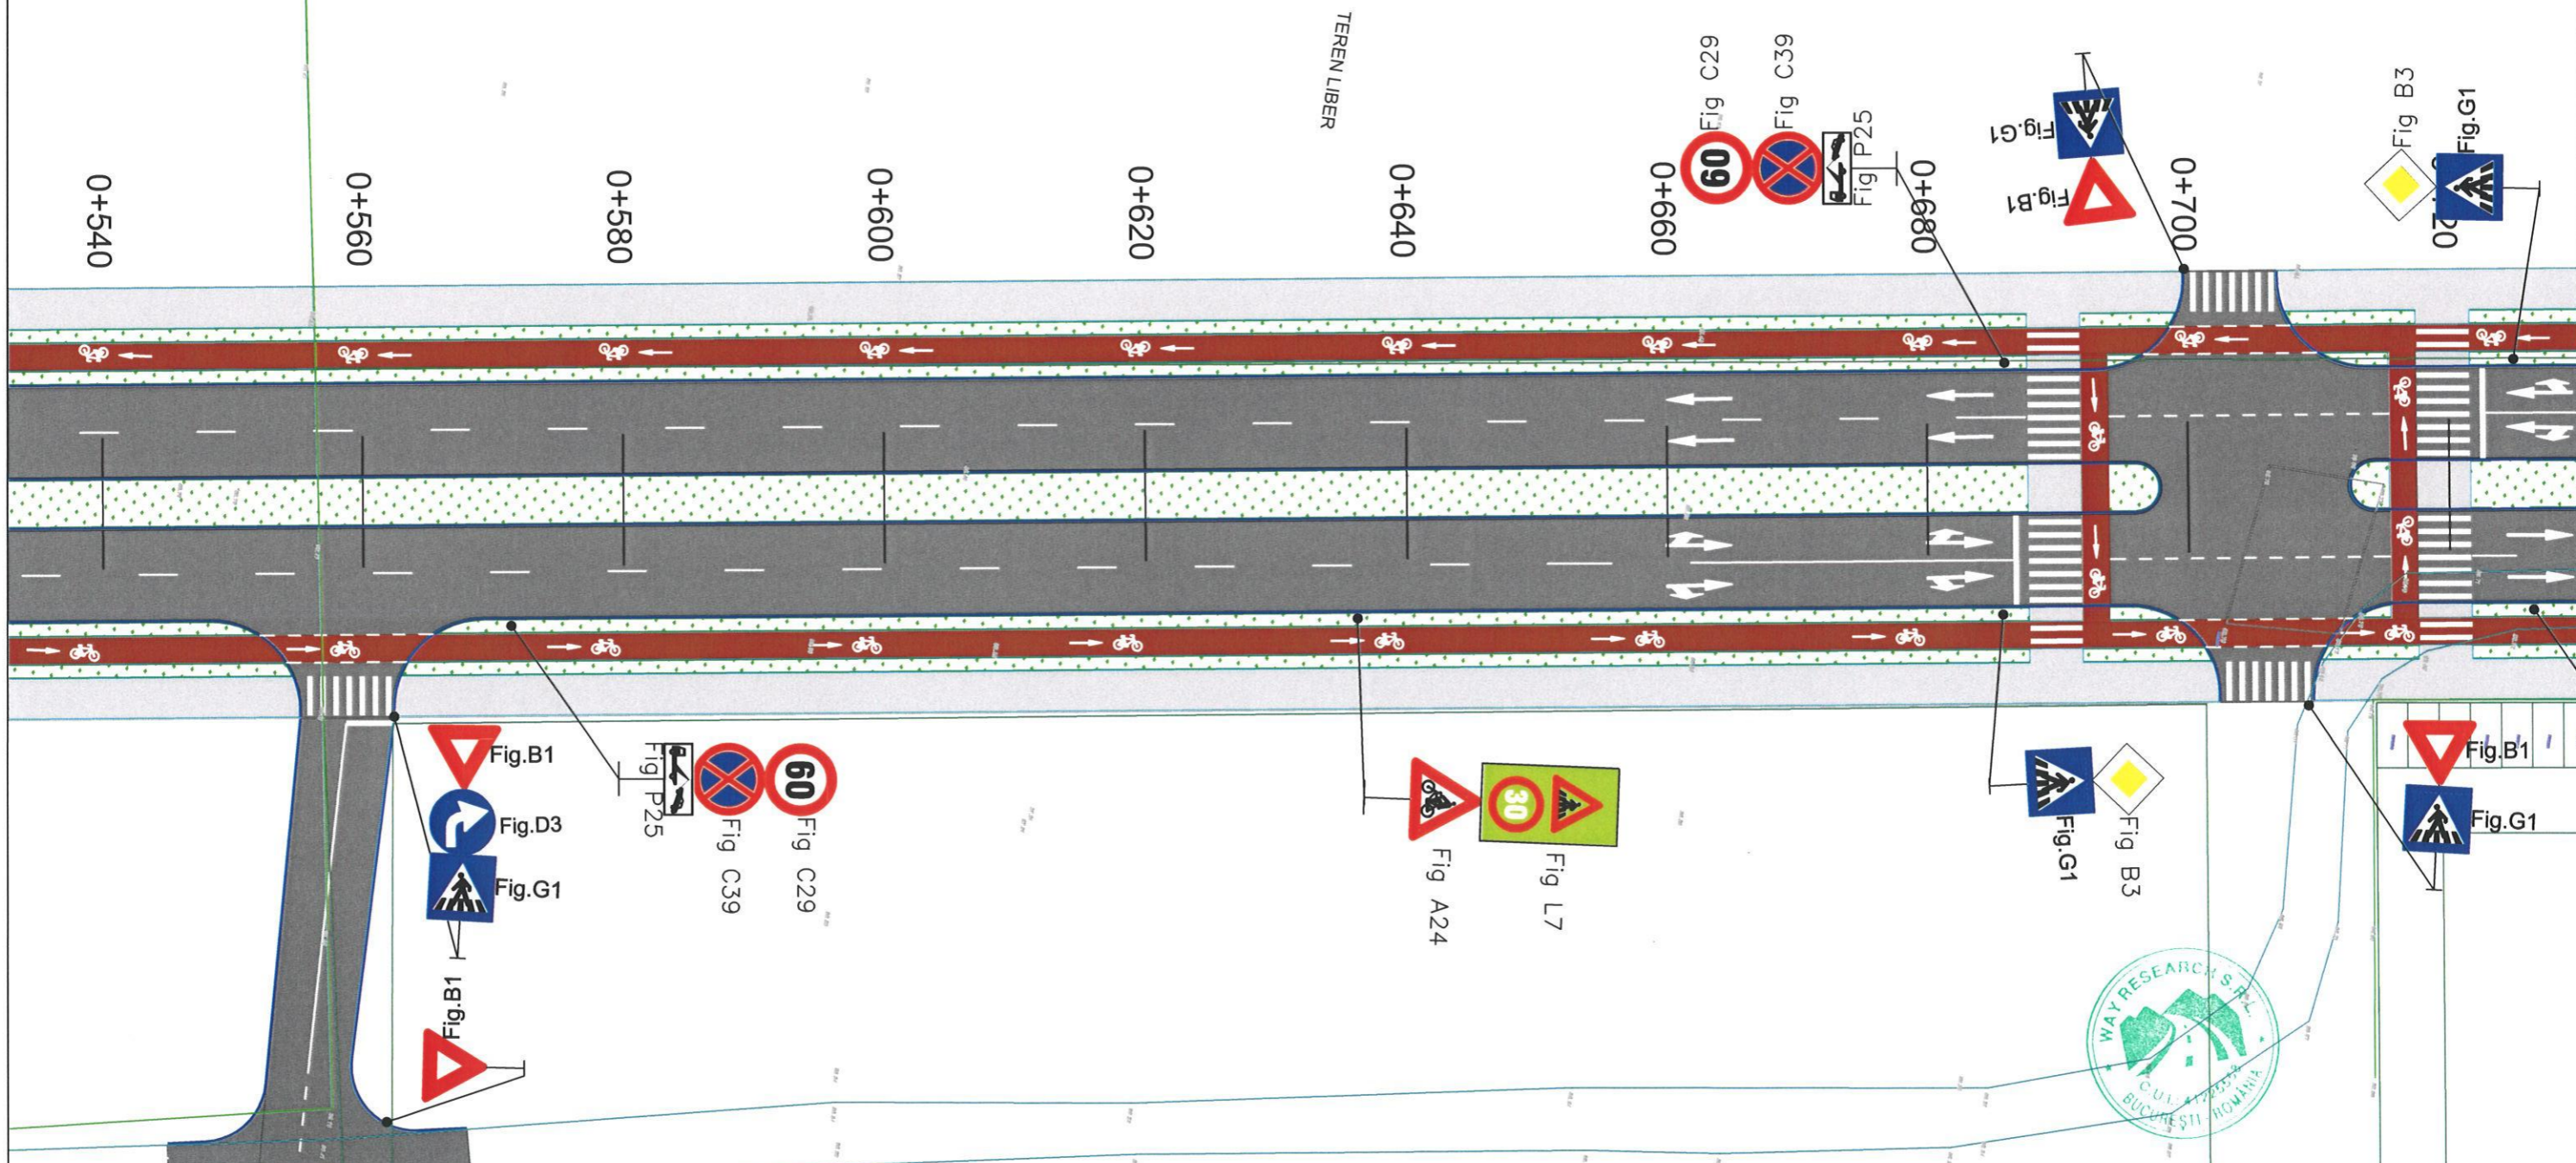 TEREN LIBER
0+540
0+560
0+580
0+600
0+620
0+640
0+660
0+680
0+700
20
Fig C29
Fig C39
Fig P25
60
Fig.G1
Fig.B1
Fig B3
Fig.G1
Fig.B1
Fig.D3
Fig.G1
Fig.B1
Fig P25
Fig C39
Fig C29
60
Fig A24
30
Fig L7
Fig.G1
Fig B3
Fig.B1
Fig.G1
WAY RESEARCH S.R.L.
BUCUREȘTI - ROMÂNIA